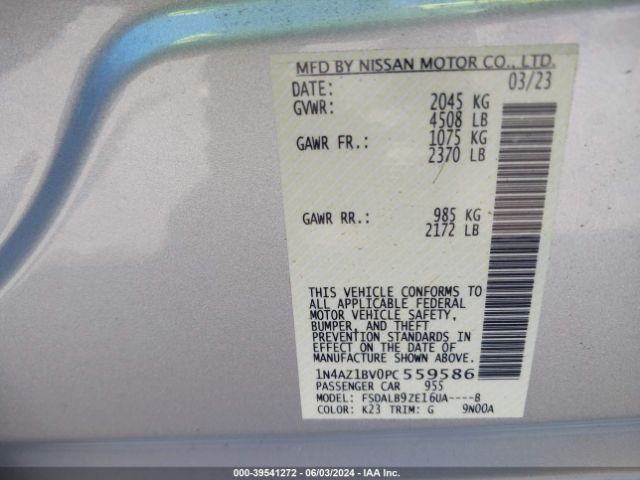 MFD BY NISSAN MOTOR CO., LTD.
DATE: 03/23
GVWR: 2045 KG
4508 LB
GAWR FR.: 1075 KG
2370 LB
GAWR RR.: 985 KG
2172 LB
THIS VEHICLE CONFORMS TO
ALL APPLICABLE FEDERAL
MOTOR VEHICLE SAFETY,
BUMPER, AND THEFT
PREVENTION STANDARDS IN
EFFECT ON THE DATE OF
MANUFACTURE SHOWN ABOVE.
1N4AZ1BV0PC559586
PASSENGER CAR 955
MODEL: FSDALB9ZE16UA----B
COLOR: K23 TRIM: G 9N00A
000-39541272 | 06/03/2024 | IAA Inc.